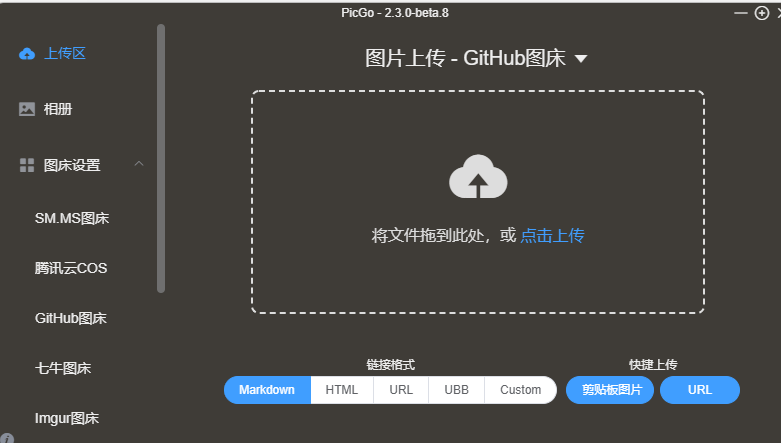 PicGo - 2.3.0-beta.8
上传区
相册
图床设置
SM.MS图床
腾讯云COS
GitHub图床
七牛图床
Imgur图床
图片上传 - GitHub图床
将文件拖到此处，或 点击上传
链接格式
Markdown HTML URL UBB Custom
快捷上传
剪贴板图片 URL